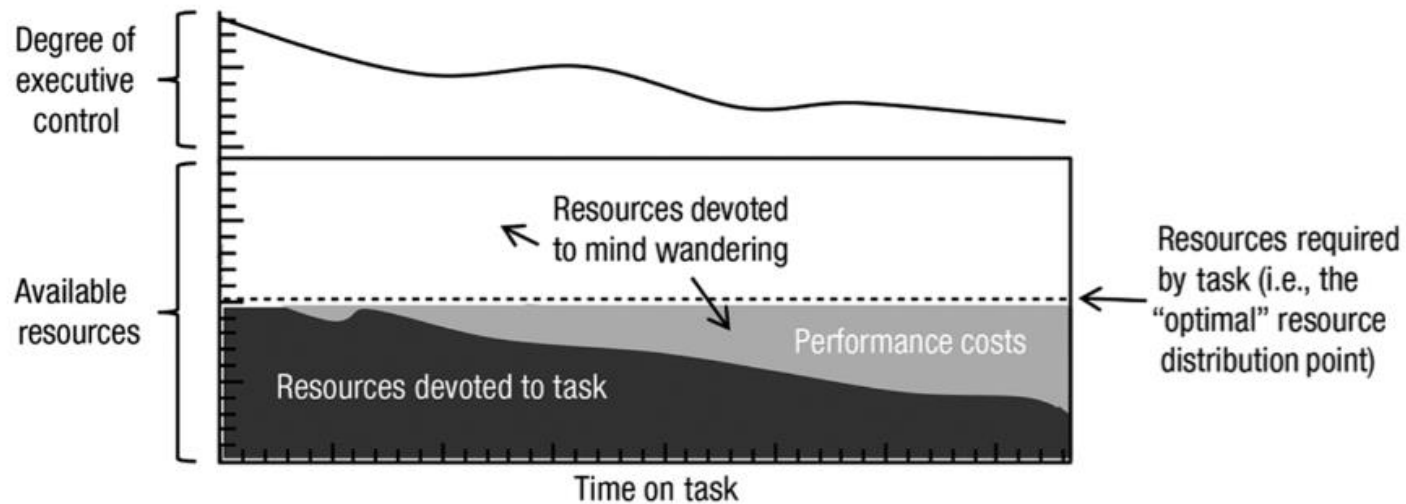 Degree of
executive
control
Available
resources
Resources devoted
to mind wandering
Resources required
by task (i.e., the
“optimal” resource
distribution point)
Performance costs
Resources devoted to task
Time on task